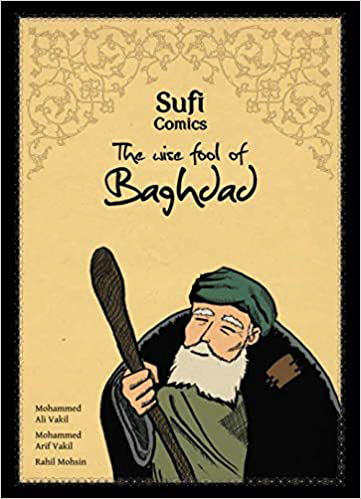 Sufi
Comics
The wise fool of
Baghdad
Mohammed
Ali Vakil
Mohammed
Arif Vakil
Rahil Mohsin